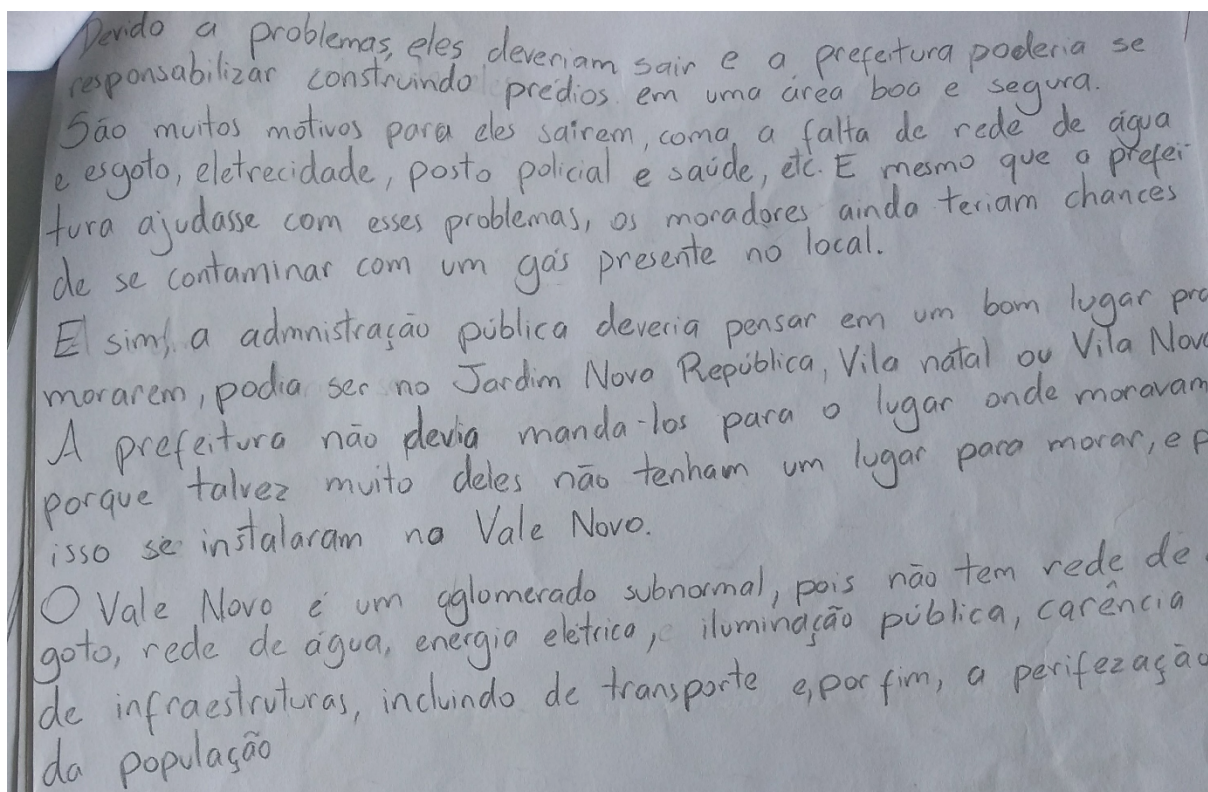 Devido a problemas, eles deveriam sair e a prefeitura poderia se
responsabilizar construindo prédios em uma área boa e segura.
São muitos motivos para eles sairem, coma a falta de rede de água
e esgoto, eletrecidade, posto policial e saúde, etc. E mesmo que a prefei
tura ajudasse com esses problemas, os moradores ainda teriam chances
de se contaminar com um gás presente no local.
E sim, a admnistração pública deveria pensar em um bom lugar pra
morarem, podia ser no Jardim Nova República, Vila natal ou Vila Nova
A prefeitura não devia manda-los para o lugar onde moravam
porque talvez muito deles não tenham um lugar para morar, e p
isso se instalaram na Vale Novo.
O Vale Novo é um aglomerado subnormal, pois não tem rede de
goto, rede de água, energia elétrica, iluminação pública, carência
de infraestruturas, incluindo de transporte e, por fim, a perifezação
da população